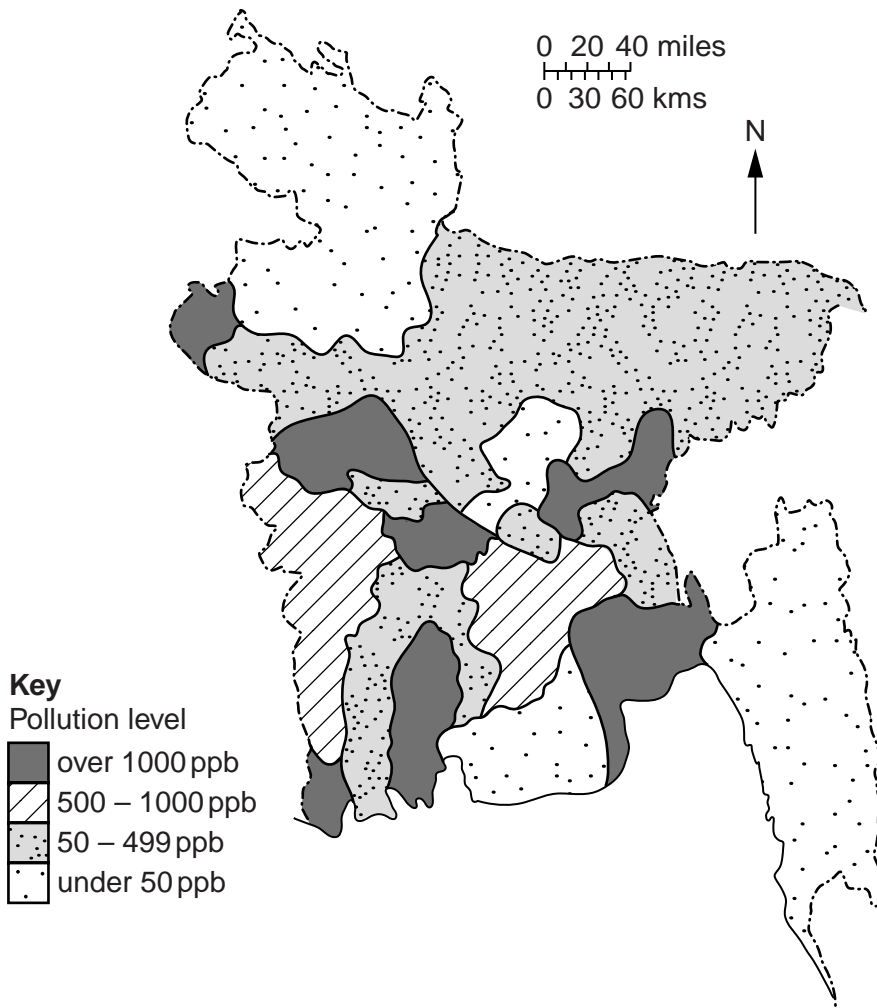 0 20 40 miles
0 30 60 kms
N
Key
Pollution level
over 1000 ppb
500 – 1000 ppb
50 – 499 ppb
under 50 ppb